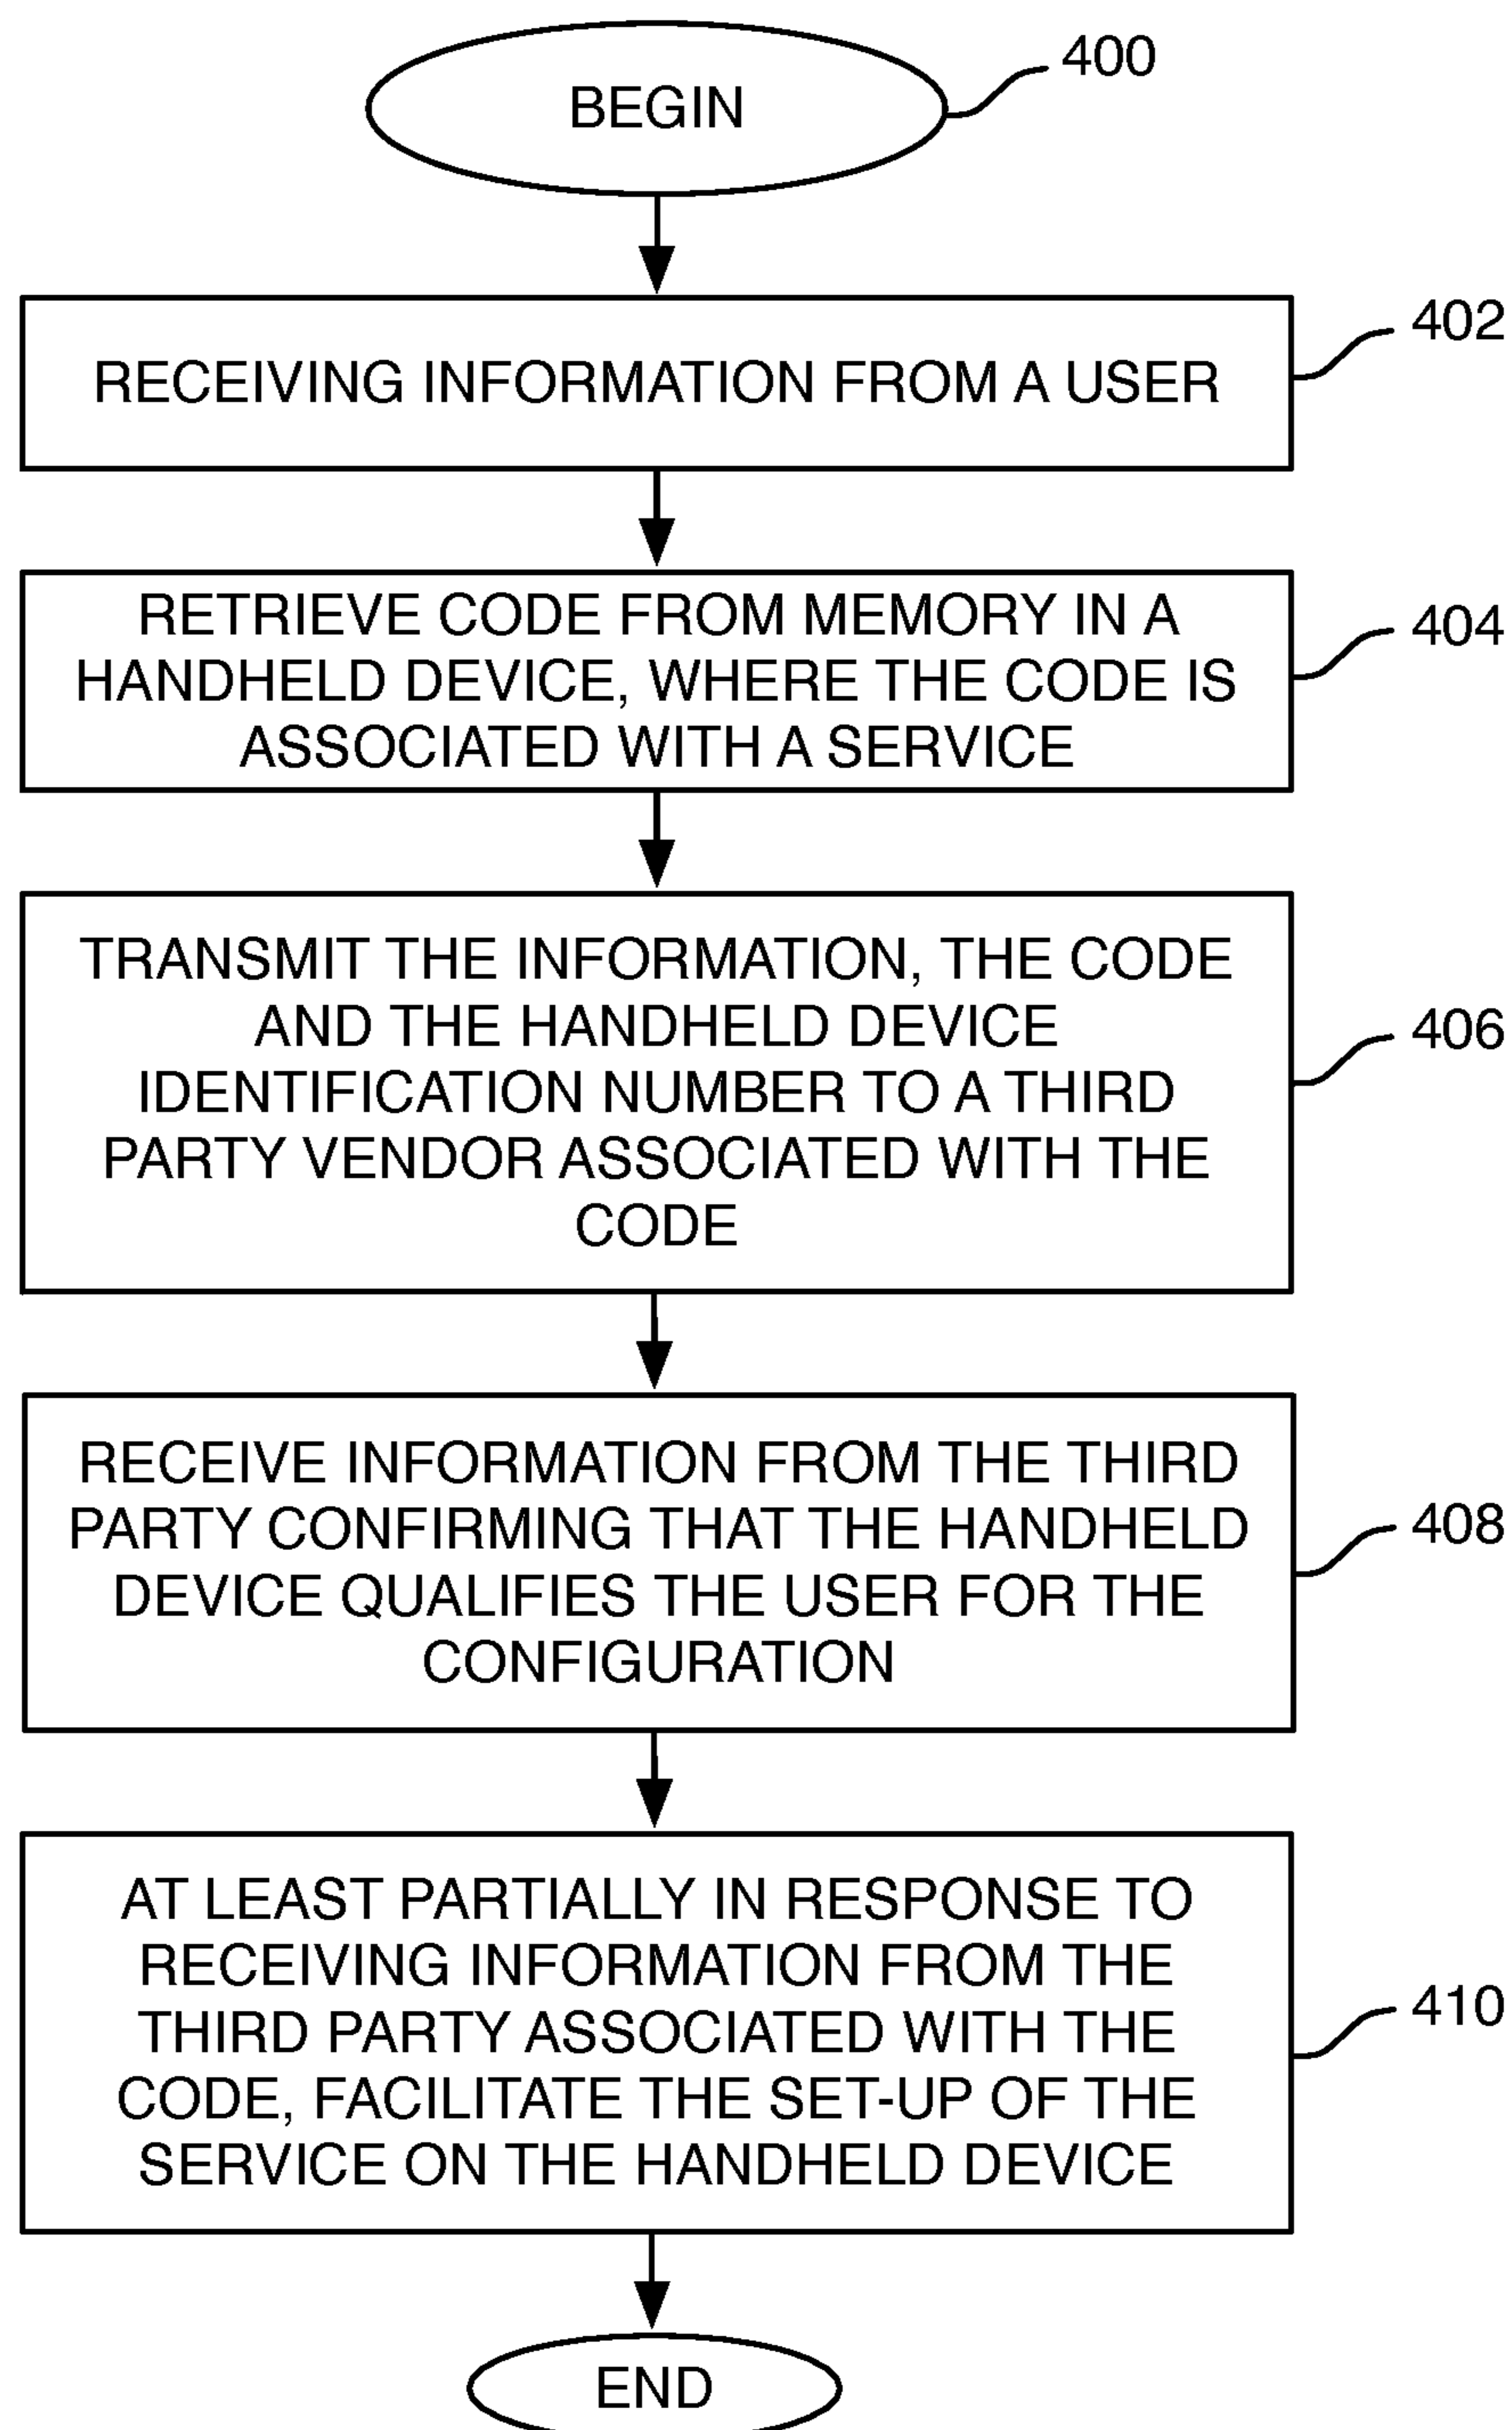 BEGIN
400
RECEIVING INFORMATION FROM A USER
402
RETRIEVE CODE FROM MEMORY IN A
HANDHELD DEVICE, WHERE THE CODE IS
ASSOCIATED WITH A SERVICE
404
TRANSMIT THE INFORMATION, THE CODE
AND THE HANDHELD DEVICE
IDENTIFICATION NUMBER TO A THIRD
PARTY VENDOR ASSOCIATED WITH THE
CODE
406
RECEIVE INFORMATION FROM THE THIRD
PARTY CONFIRMING THAT THE HANDHELD
DEVICE QUALIFIES THE USER FOR THE
CONFIGURATION
408
AT LEAST PARTIALLY IN RESPONSE TO
RECEIVING INFORMATION FROM THE
THIRD PARTY ASSOCIATED WITH THE
CODE, FACILITATE THE SET-UP OF THE
SERVICE ON THE HANDHELD DEVICE
410
END